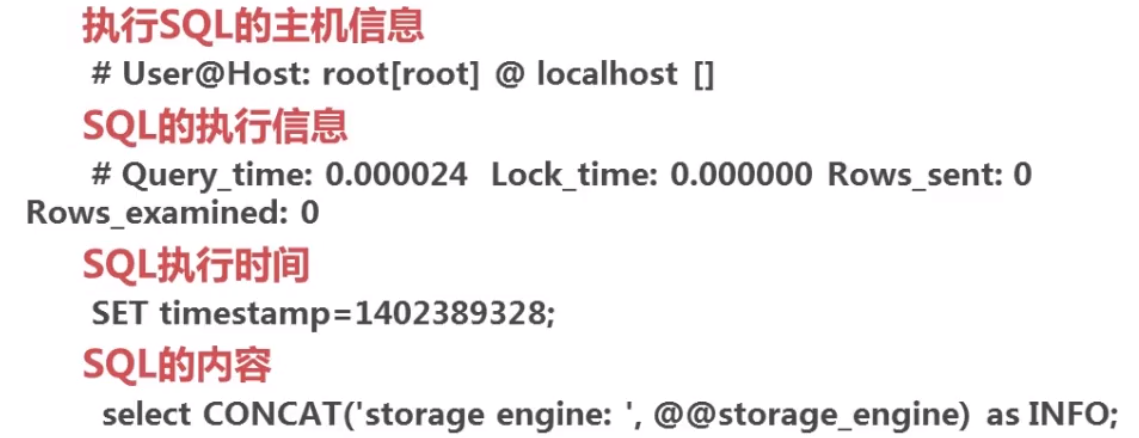 执行SQL的主机信息
# User@Host: root[root] @ localhost []
SQL的执行信息
# Query_time: 0.000024 Lock_time: 0.000000 Rows_sent: 0
Rows_examined: 0
SQL执行时间
SET timestamp=1402389328;
SQL的内容
select CONCAT('storage engine: ', @@storage_engine) as INFO;